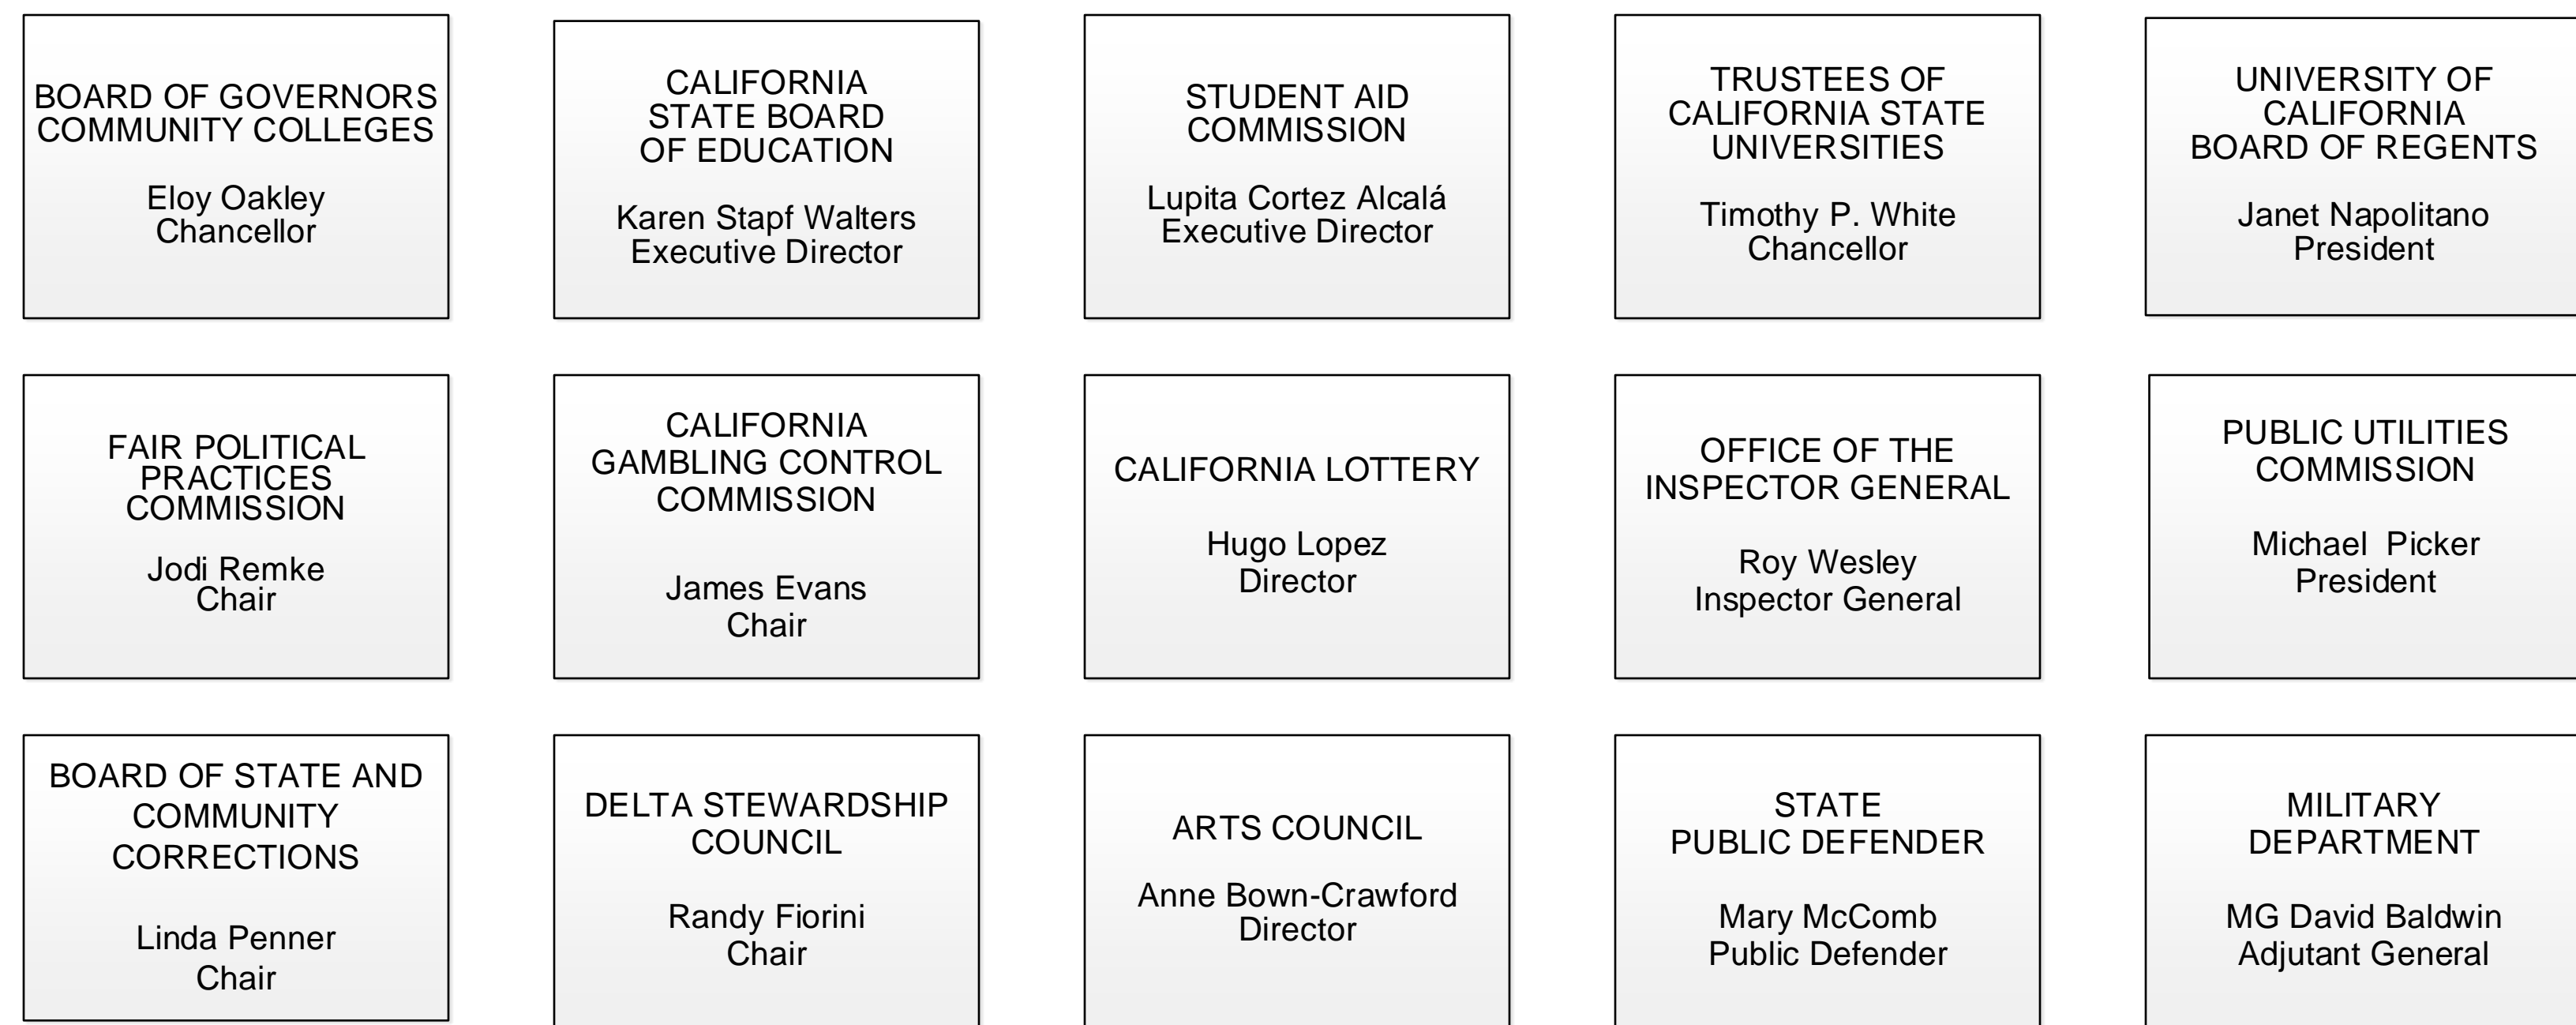 BOARD OF GOVERNORS
COMMUNITY COLLEGES
Eloy Oakley
Chancellor
CALIFORNIA
STATE BOARD
OF EDUCATION
Karen Stapf Walters
Executive Director
STUDENT AID
COMMISSION
Lupita Cortez Alcalá
Executive Director
TRUSTEES OF
CALIFORNIA STATE
UNIVERSITIES
Timothy P. White
Chancellor
UNIVERSITY OF
CALIFORNIA
BOARD OF REGENTS
Janet Napolitano
President
FAIR POLITICAL
PRACTICES
COMMISSION
Jodi Remke
Chair
CALIFORNIA
GAMBLING CONTROL
COMMISSION
James Evans
Chair
CALIFORNIA LOTTERY
Hugo Lopez
Director
OFFICE OF THE
INSPECTOR GENERAL
Roy Wesley
Inspector General
PUBLIC UTILITIES
COMMISSION
Michael  Picker
President
BOARD OF STATE AND
COMMUNITY
CORRECTIONS
Linda Penner
Chair
DELTA STEWARDSHIP
COUNCIL
Randy Fiorini
Chair
ARTS COUNCIL
Anne Bown-Crawford
Director
STATE
PUBLIC DEFENDER
Mary McComb
Public Defender
MILITARY
DEPARTMENT
MG David Baldwin
Adjutant General